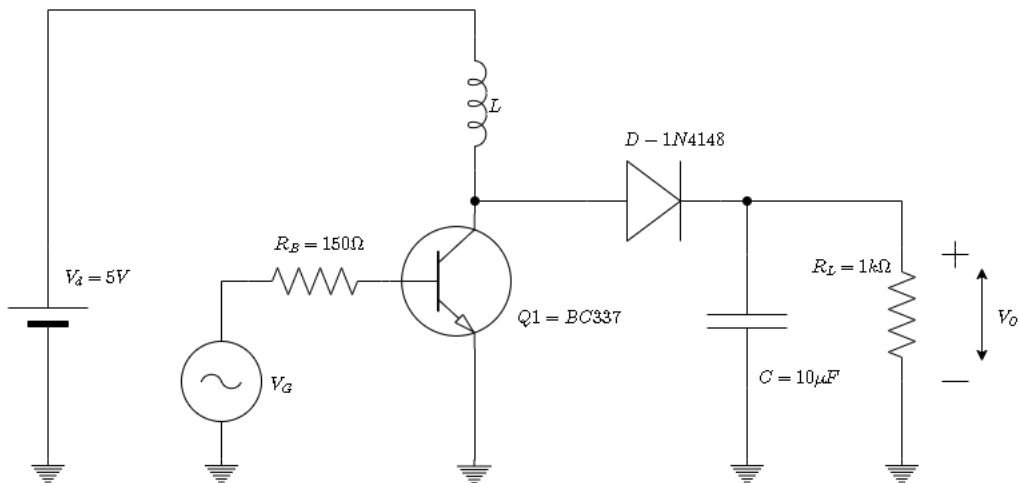 L
D − 1N4148
R_B = 150Ω
V_d = 5V
R_L = 1kΩ
Q1 = BC337
V_O
V_G
C = 10μF